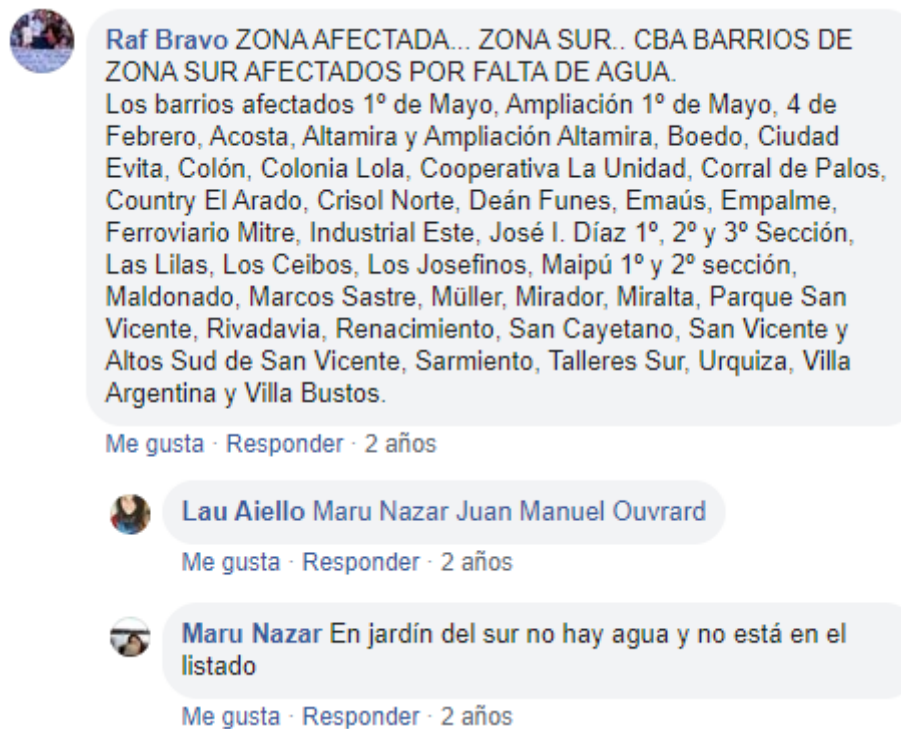 Raf Bravo ZONA AFECTADA... ZONA SUR.. CBA BARRIOS DE
ZONA SUR AFECTADOS POR FALTA DE AGUA.
Los barrios afectados 1º de Mayo, Ampliación 1º de Mayo, 4 de
Febrero, Acosta, Altamira y Ampliación Altamira, Boedo, Ciudad
Evita, Colón, Colonia Lola, Cooperativa La Unidad, Corral de Palos,
Country El Arado, Crisol Norte, Deán Funes, Emaús, Empalme,
Ferroviario Mitre, Industrial Este, José I. Díaz 1º, 2º y 3º Sección,
Las Lilas, Los Ceibos, Los Josefinos, Maipú 1º y 2º sección,
Maldonado, Marcos Sastre, Müller, Mirador, Miralta, Parque San
Vicente, Rivadavia, Renacimiento, San Cayetano, San Vicente y
Altos Sud de San Vicente, Sarmiento, Talleres Sur, Urquiza, Villa
Argentina y Villa Bustos.
Me gusta · Responder · 2 años
Lau Aiello Maru Nazar Juan Manuel Ouvrard
Me gusta · Responder · 2 años
Maru Nazar En jardín del sur no hay agua y no está en el
listado
Me gusta · Responder · 2 años